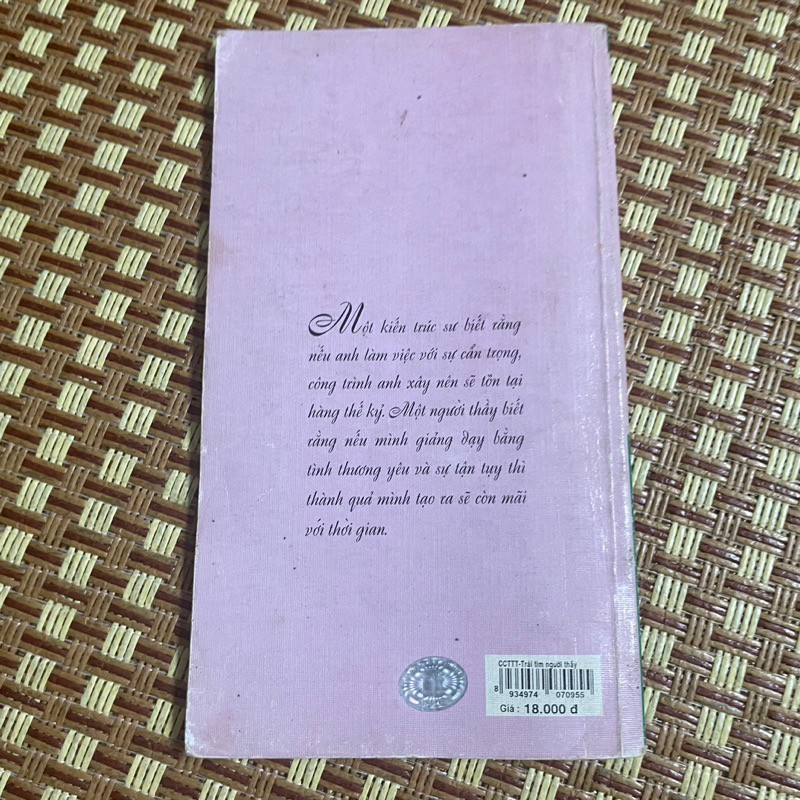 Một kiến trúc sư biết rằng
nếu anh làm việc với sự cẩn trọng,
công trình anh xây nên sẽ tồn tại
hàng thế kỷ. Một người thầy biết
rằng nếu mình giảng dạy bằng
tình thương yêu và sự tận tụy thì
thành quả mình tạo ra sẽ còn mãi
với thời gian.
CCTTT-Trái tim người thầy
8 934974 070955
Giá : 18.000 đ